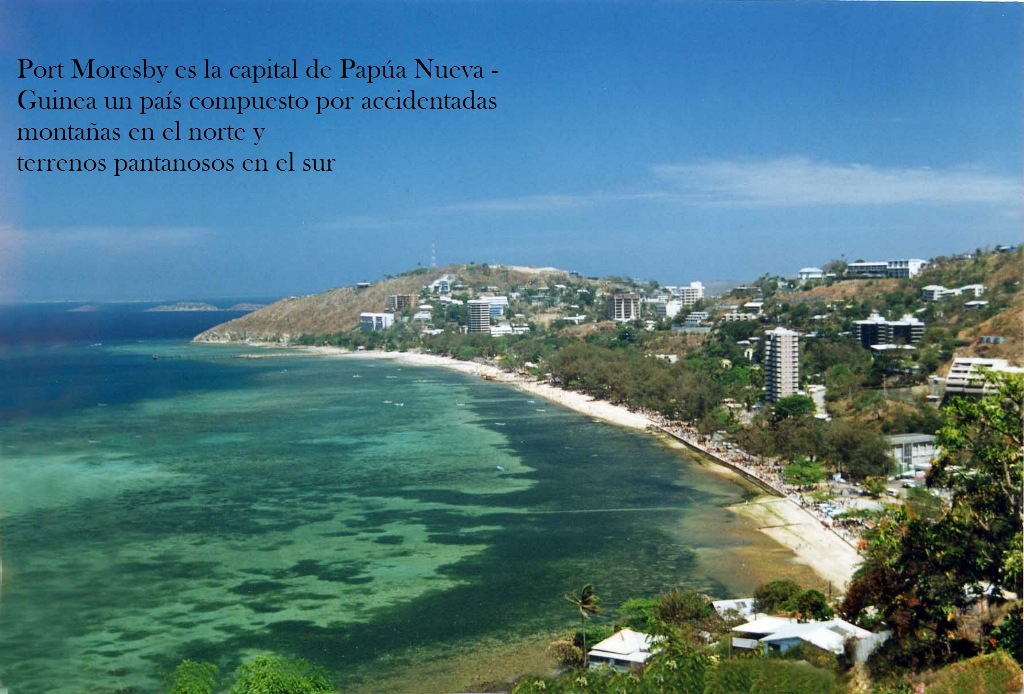 Port Moresby es la capital de Papúa Nueva -
Guinea un país compuesto por accidentadas
montañas en el norte y
terrenos pantanosos en el sur